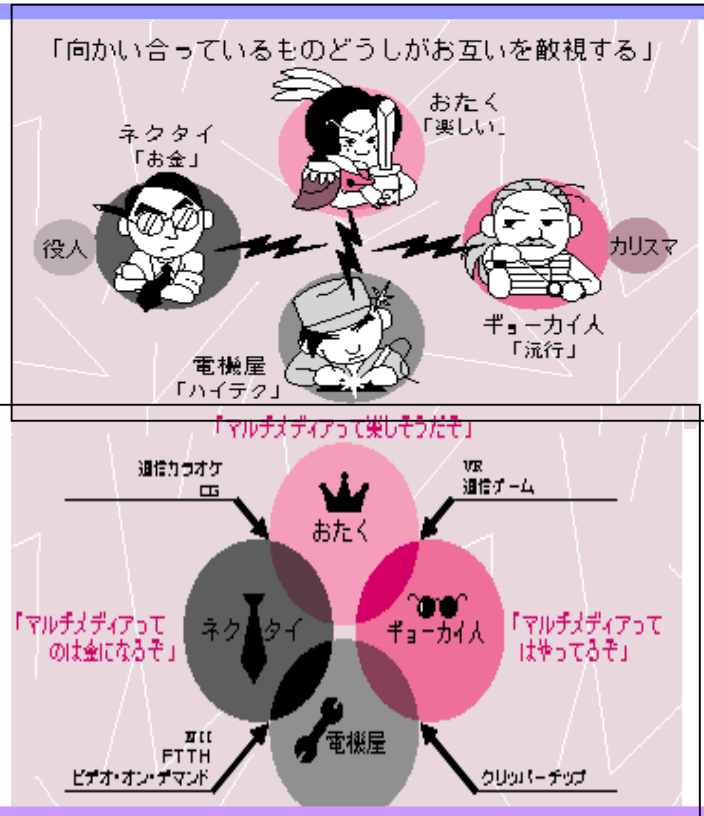 「向かい合っているものどうしがお互いを敵視する」
おたく
「楽しい」
ネクタイ
「お金」
役人
カリスマ
ギョーカイ人
「流行」
電機屋
「ハイテク」
「マルチメディアって楽しそうだぞ」
通信カラオケ
CG
VR
通信ゲーム
おたく
「マルチメディアって
のは金になるぞ」
ネクタイ
ギョーカイ人
「マルチメディアって
はやってるぞ」
電機屋
FTTH
ビデオ・オン・デマンド
クリッパーチップ